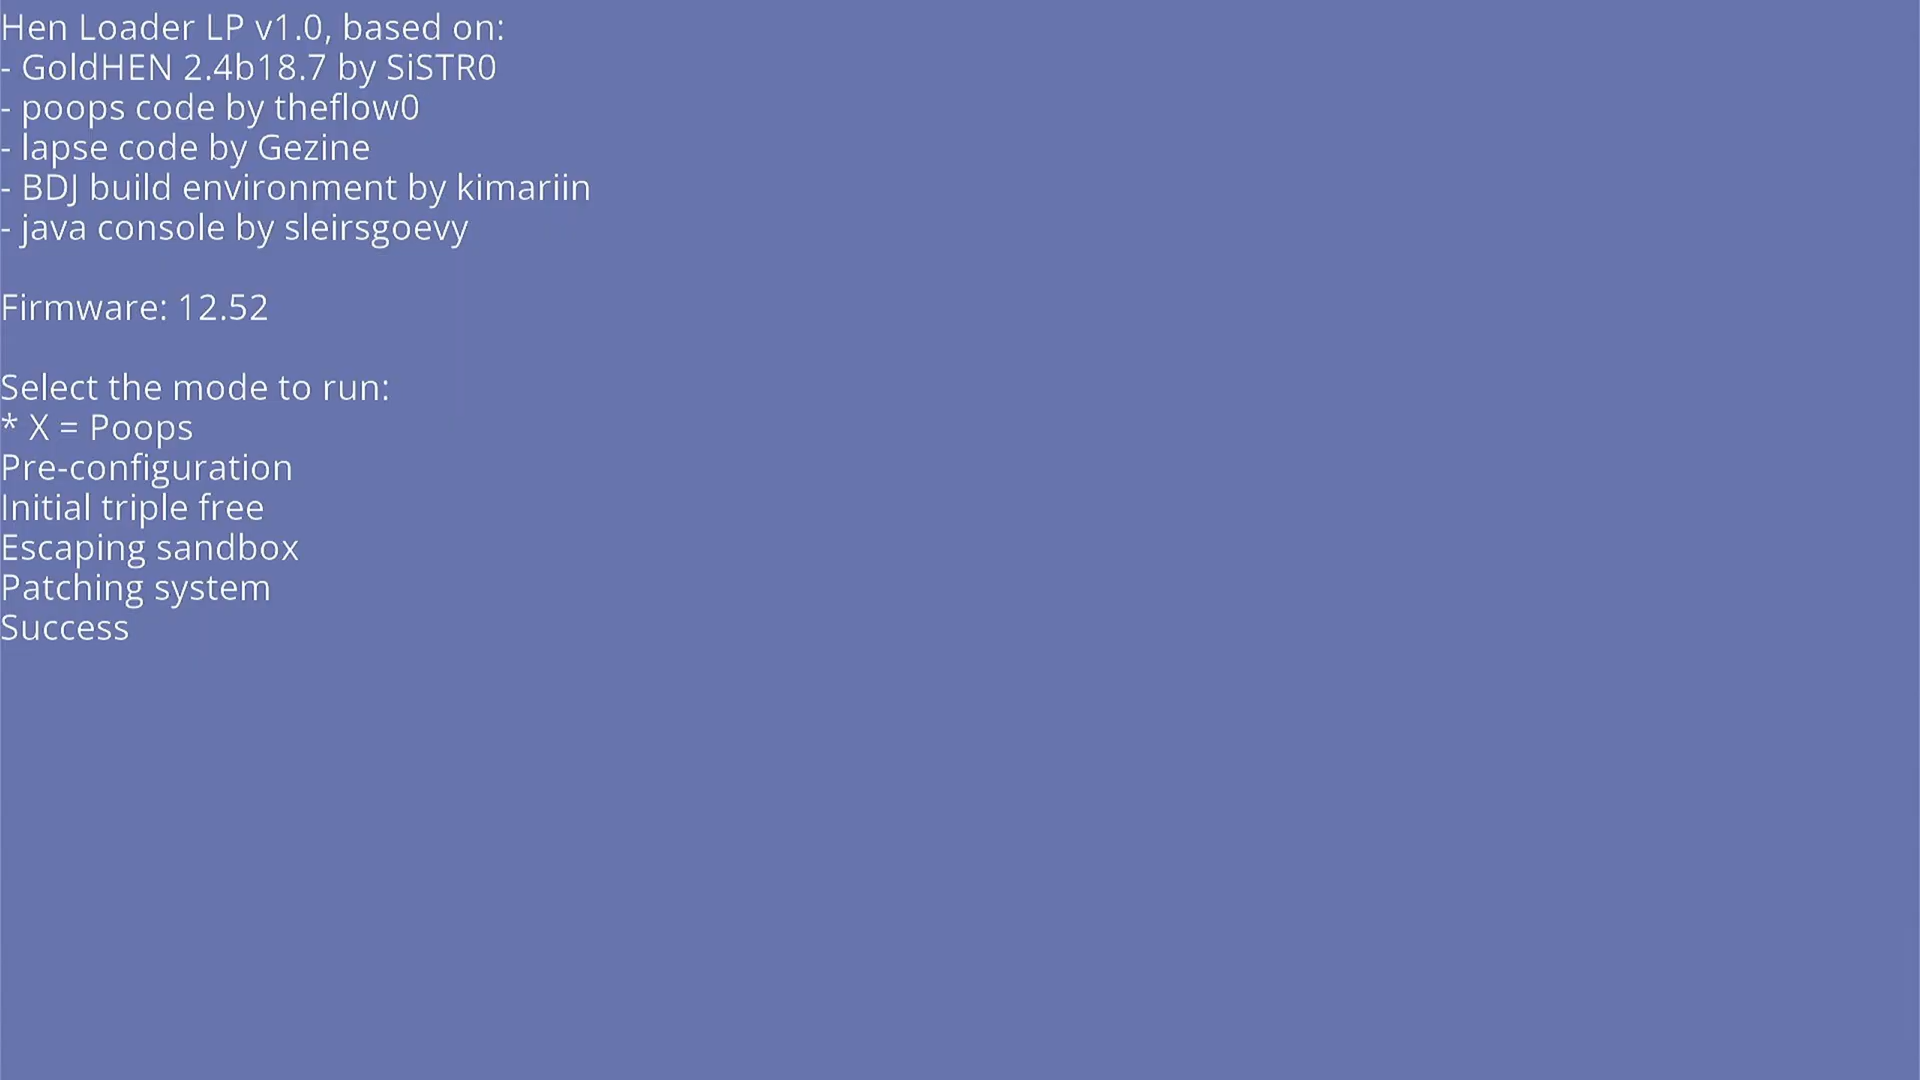 Hen Loader LP v1.0, based on:
- GoldHEN 2.4b18.7 by SiSTR0
- poops code by theflow0
- lapse code by Gezine
- BDJ build environment by kimariin
- java console by sleirsgoevy
Firmware: 12.52
Select the mode to run:
* X = Poops
Pre-configuration
Initial triple free
Escaping sandbox
Patching system
Success